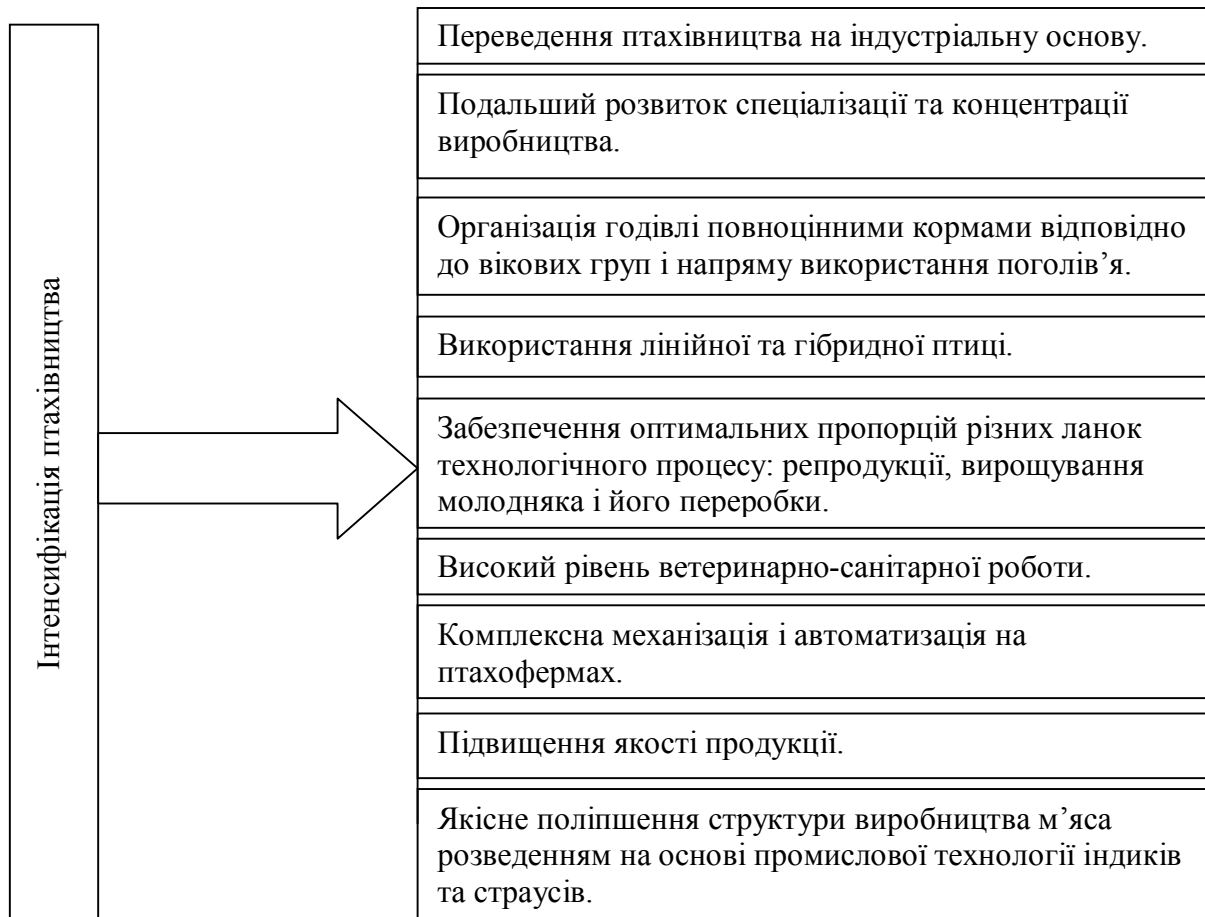 Інтенсифікація птахівництва
Переведення птахівництва на індустріальну основу.
Подальший розвиток спеціалізації та концентрації
виробництва.
Організація годівлі повноцінними кормами відповідно
до вікових груп і напряму використання поголів’я.
Використання лінійної та гібридної птиці.
Забезпечення оптимальних пропорцій різних ланок
технологічного процесу: репродукції, вирощування
молодняка і його переробки.
Високий рівень ветеринарно-санітарної роботи.
Комплексна механізація і автоматизація на
птахофермах.
Підвищення якості продукції.
Якісне поліпшення структури виробництва м’яса
розведенням на основі промислової технології індиків
та страусів.